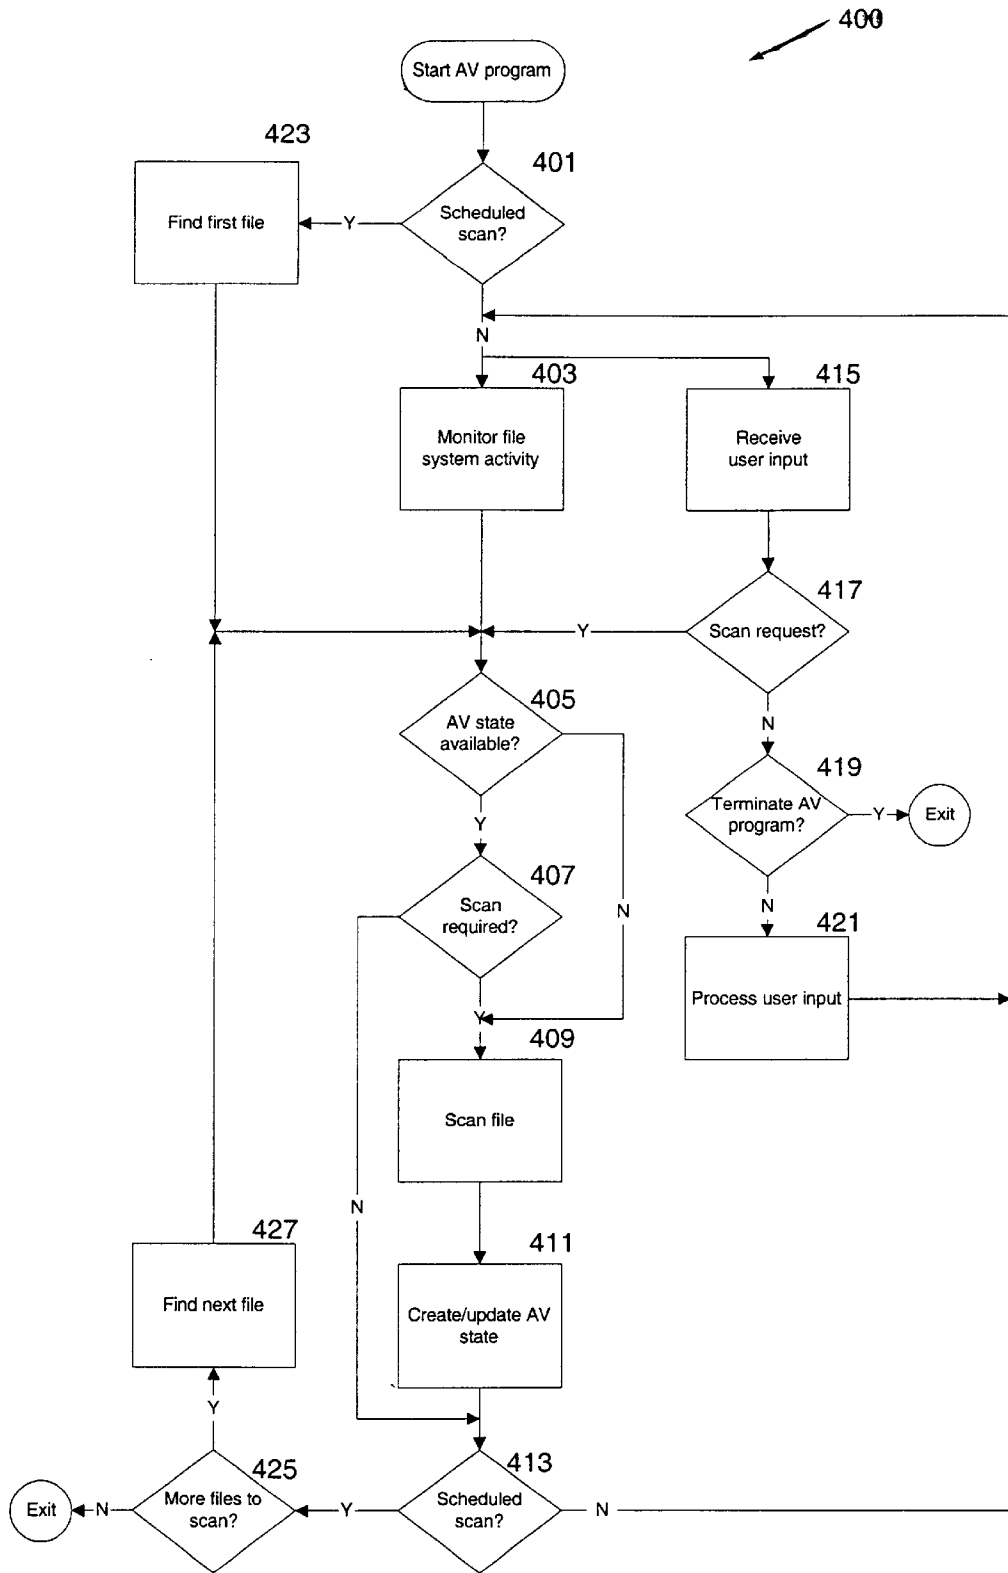 400
Start AV program
423
401
Find first file
Y
Scheduled
scan?
N
403
415
Monitor file
system activity
Receive
user input
417
Y
Scan request?
405
AV state
available?
N
419
Terminate AV
program?
Y
Exit
Y
407
Scan
required?
N
N
421
Process user input
Y
409
Scan file
N
427
411
Find next file
Create/update AV
state
Y
425
413
Exit
N
More files to
scan?
Y
Scheduled
scan?
N